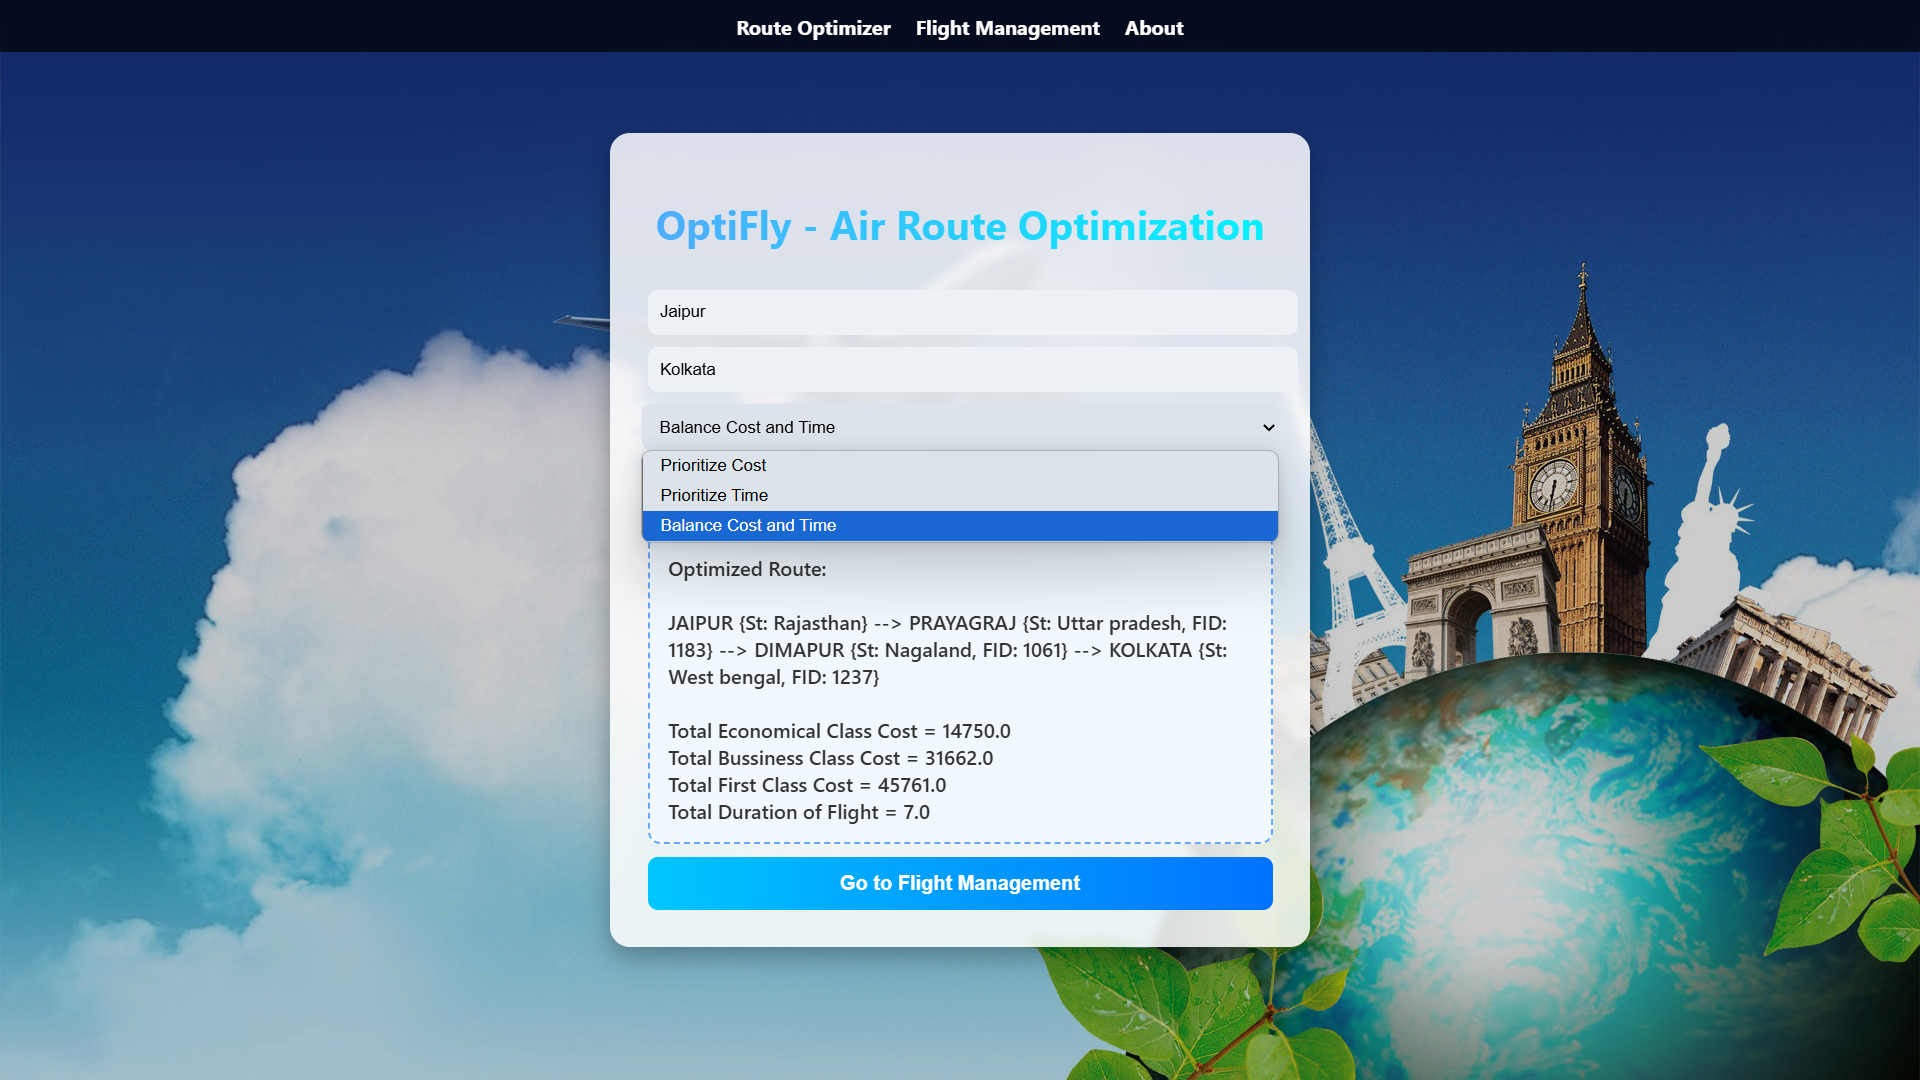 Route Optimizer Flight Management About
OptiFly - Air Route Optimization
Jaipur
Kolkata
Balance Cost and Time
Prioritize Cost
Prioritize Time
Balance Cost and Time
Optimized Route:
JAIPUR {St: Rajasthan} --> PRAYAGRAJ {St: Uttar pradesh, FID:
1183} --> DIMAPUR {St: Nagaland, FID: 1061} --> KOLKATA {St:
West bengal, FID: 1237}
Total Economical Class Cost = 14750.0
Total Bussiness Class Cost = 31662.0
Total First Class Cost = 45761.0
Total Duration of Flight = 7.0
Go to Flight Management